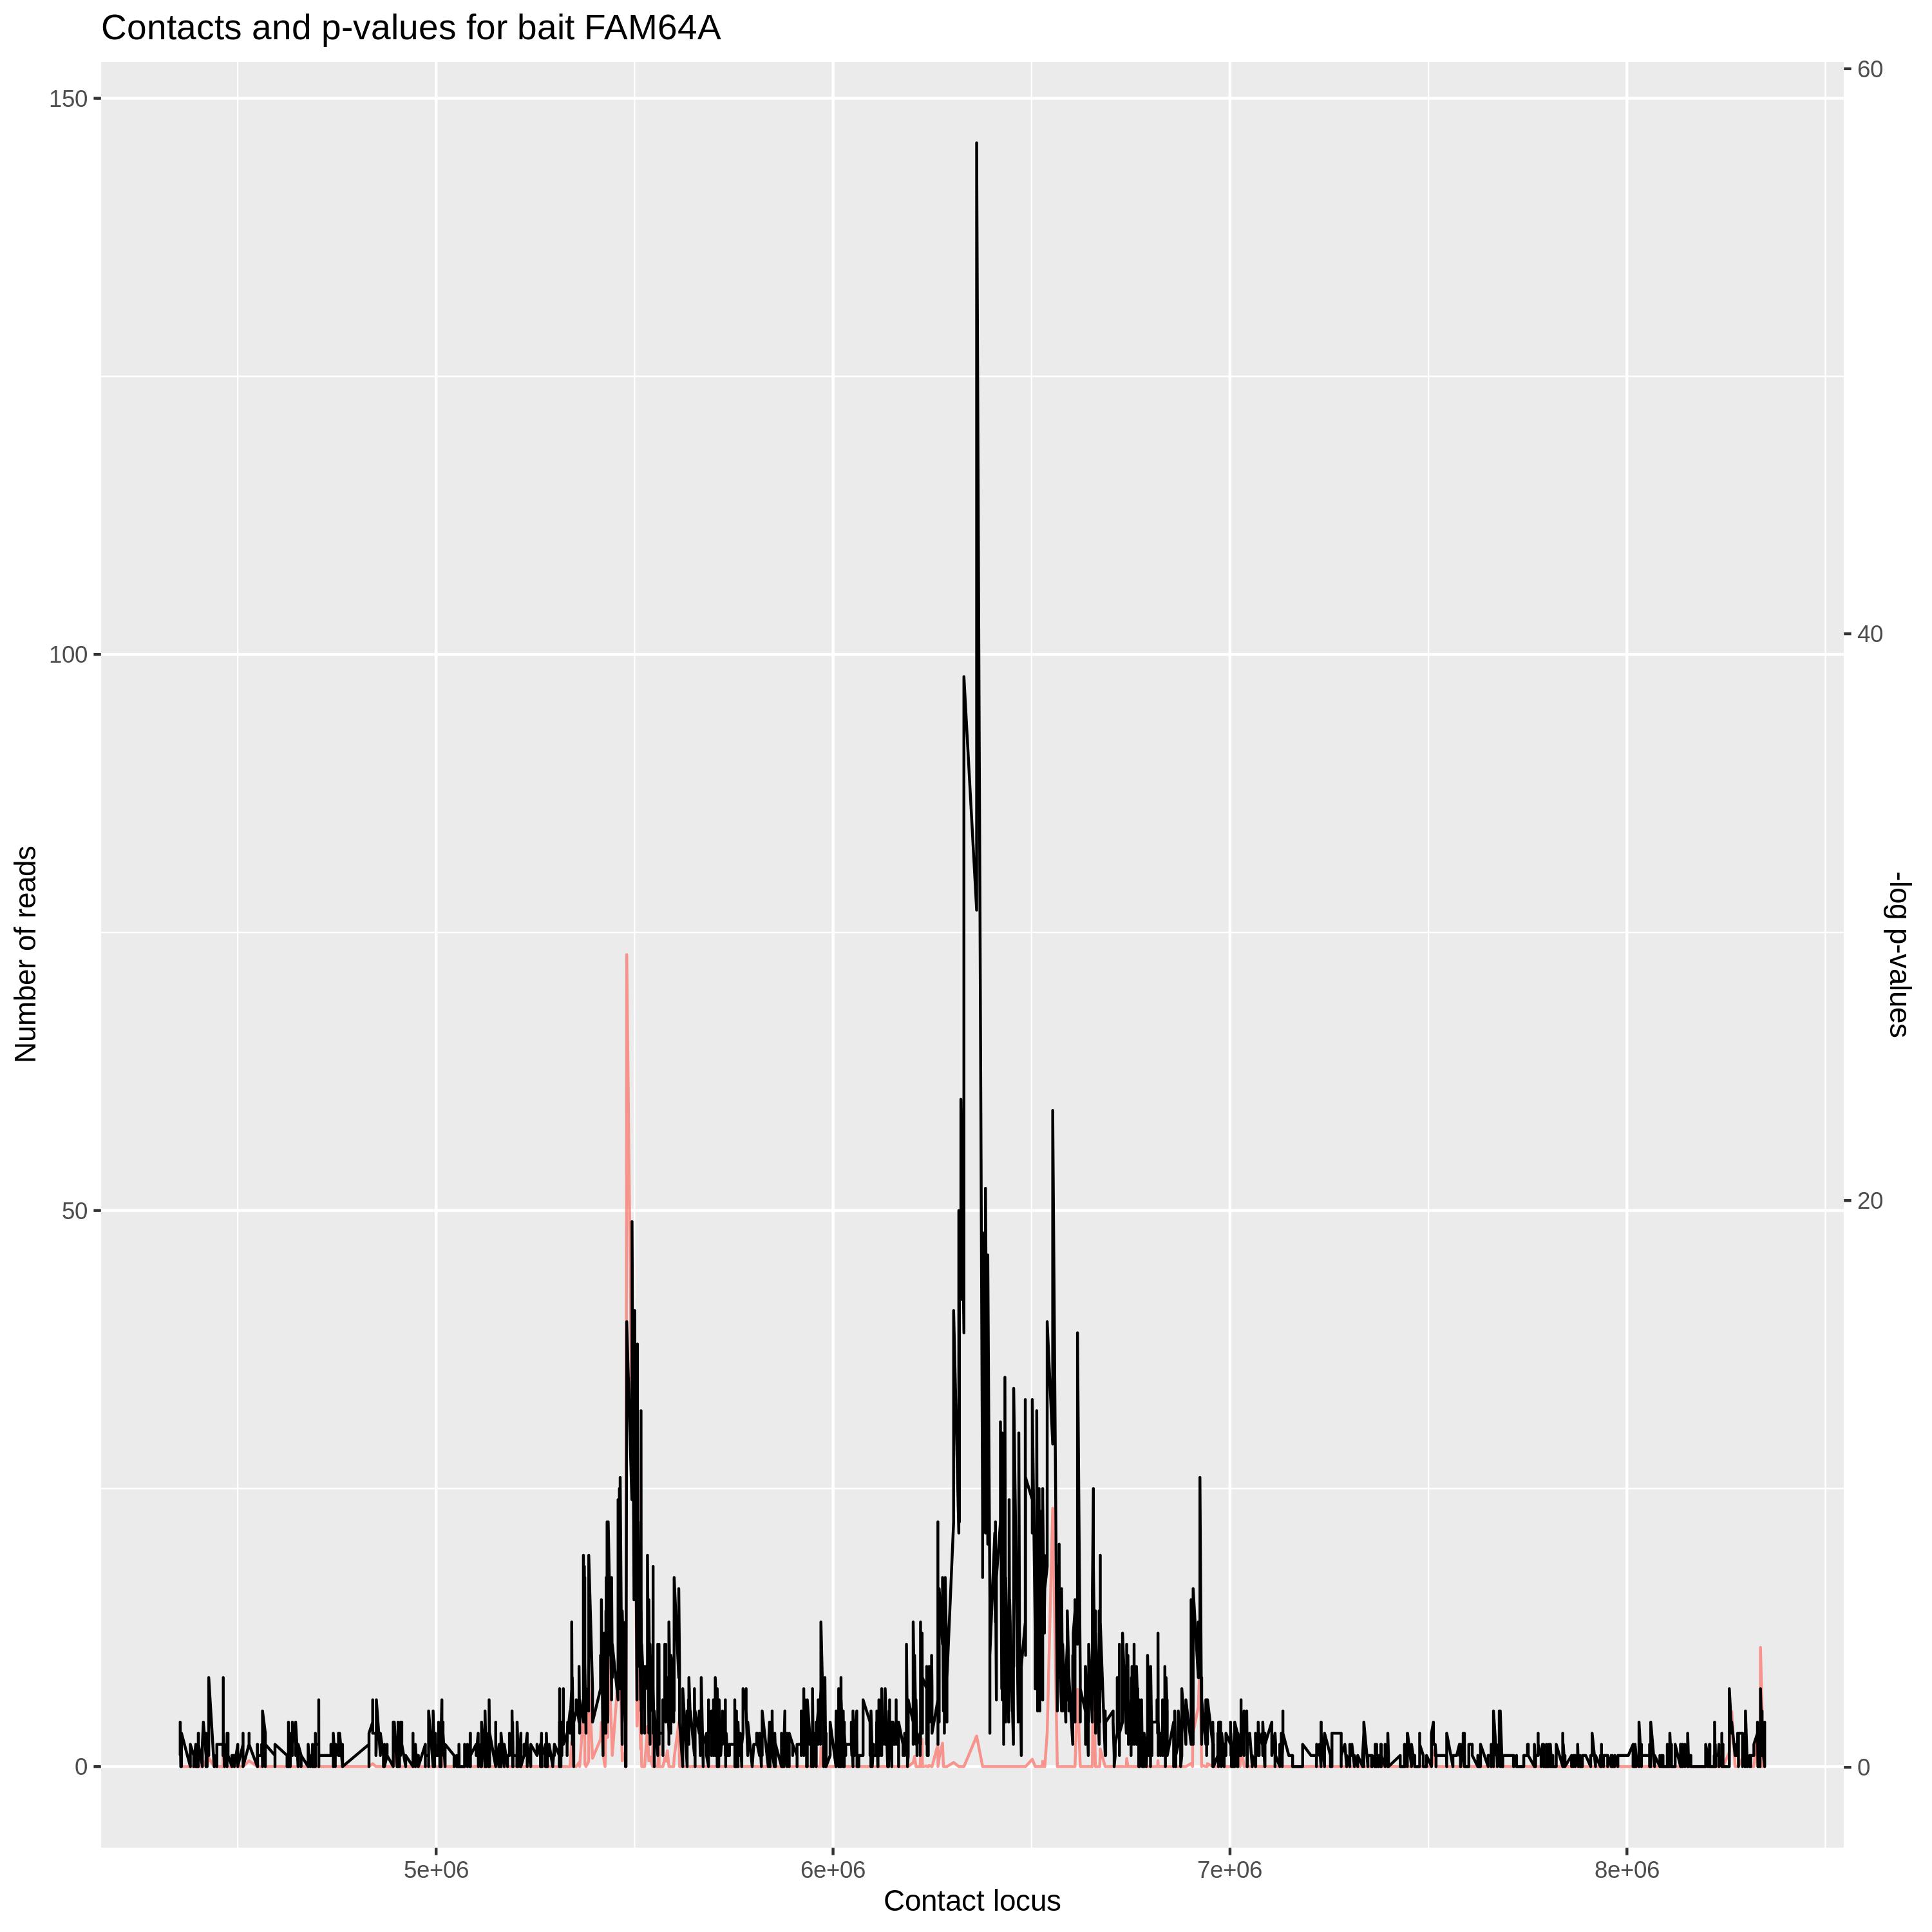 Contacts and p-values for bait FAM64A
150
100
50
0
60
40
20
0
Number of reads
-log p-values
5e+06
6e+06
7e+06
8e+06
Contact locus